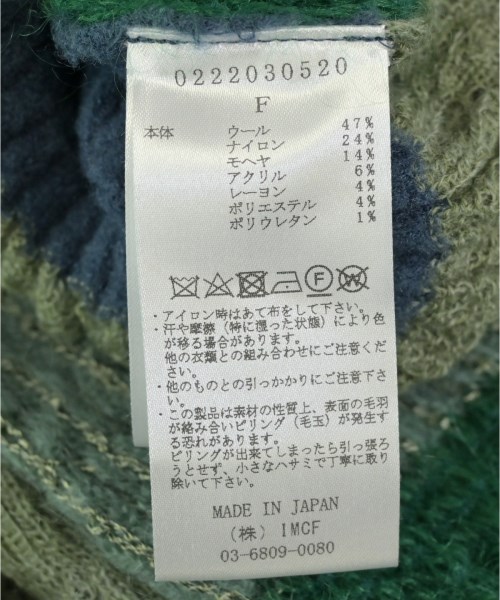 0222030520
F
本体 ウール 47%
ナイロン 24%
モヘヤ 14%
アクリル 6%
レーヨン 4%
ポリエステル 4%
ポリウレタン 1%
F W
・アイロン時はあて布をして下さい。
・汗や摩擦（特に湿った状態）により色
が移る場合があります。
他の衣類との組み合わせにご注意くだ
さい。
・他のものとの引っかかりにご注意下さ
い。
・この製品は素材の性質上、表面の毛羽
が絡み合いピリング（毛玉）が発生す
る恐れがあります。
ピリングが出来てしまったら引っ張ろ
うとせず、小さなハサミで丁寧に取り
除いて下さい。
MADE IN JAPAN
（株）IMCF
03-6809-0080